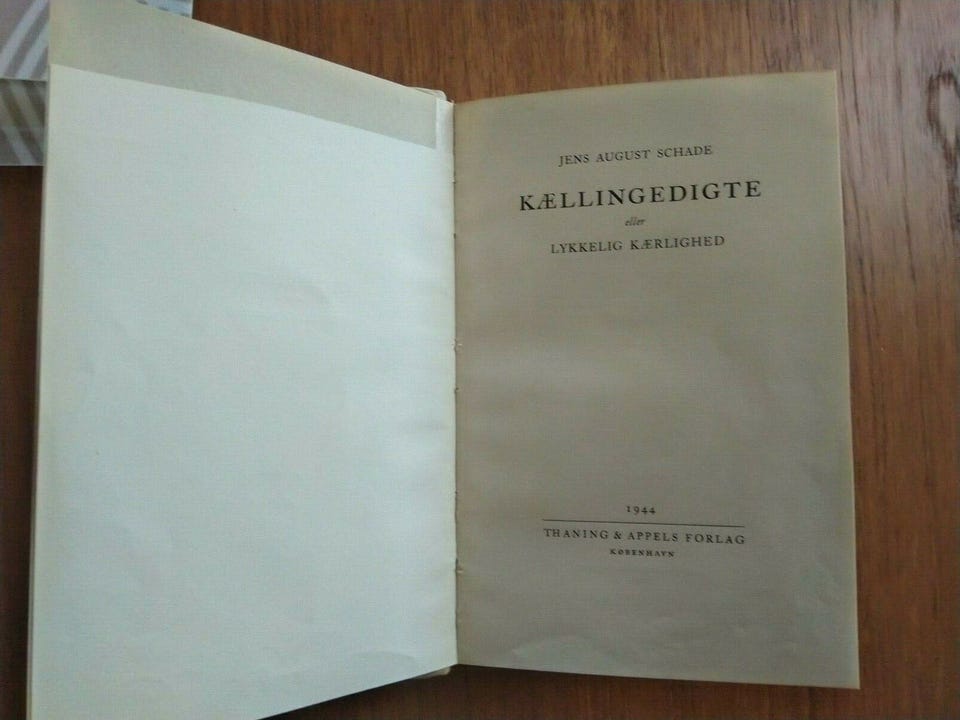 JENS AUGUST SCHADE
KÆLLINGEDIGTE
eller
LYKKELIG KÆRLIGHED
1944
THANING & APPELS FORLAG
KØBENHAVN